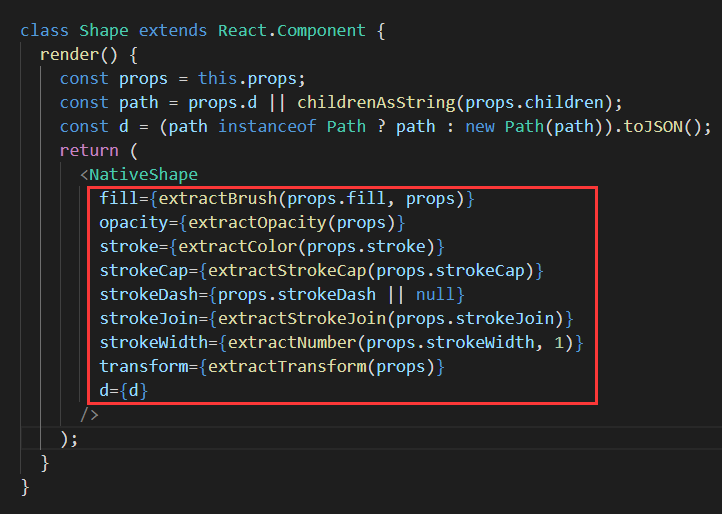 class Shape extends React.Component {
render() {
const props = this.props;
const path = props.d || childrenAsString(props.children);
const d = (path instanceof Path ? path : new Path(path)).toJSON();
return (
<NativeShape
fill={extractBrush(props.fill, props)}
opacity={extractOpacity(props)}
stroke={extractColor(props.stroke)}
strokeCap={extractStrokeCap(props.strokeCap)}
strokeDash={props.strokeDash || null}
strokeJoin={extractStrokeJoin(props.strokeJoin)}
strokeWidth={extractNumber(props.strokeWidth, 1)}
transform={extractTransform(props)}
d={d}
/>
);
}
}